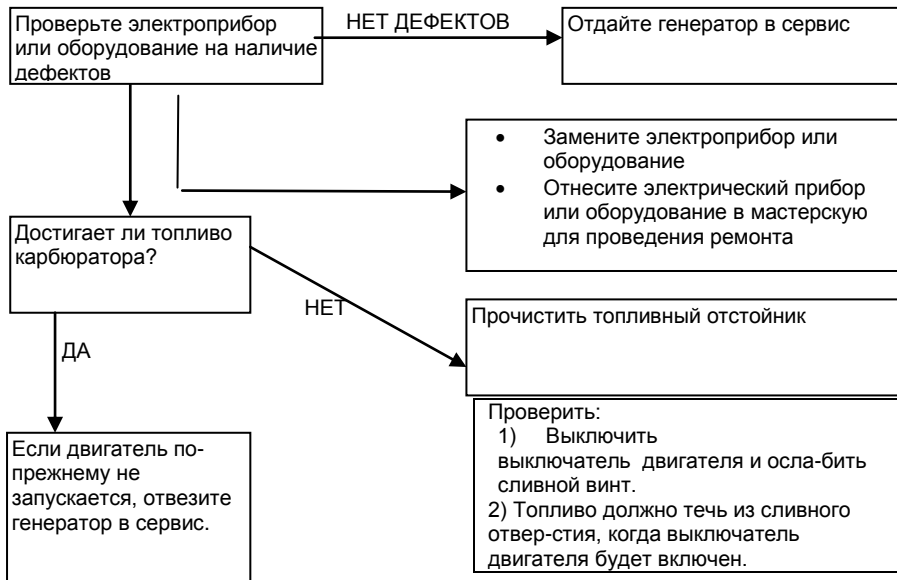 Проверьте электроприбор
или оборудование на наличие
дефектов
НЕТ ДЕФЕКТОВ
Отдайте генератор в сервис
• Замените электроприбор или
оборудование
• Отнесите электрический прибор
или оборудование в мастерскую
для проведения ремонта
Достигает ли топливо
карбюратора?
НЕТ
Прочистить топливный отстойник
ДА
Проверить:
1) Выключить
выключатель двигателя и осла-бить
сливной винт.
2) Топливо должно течь из сливного
отвер-стия, когда выключатель
двигателя будет включен.
Если двигатель по-
прежнему не
запускается, отвезите
генератор в сервис.